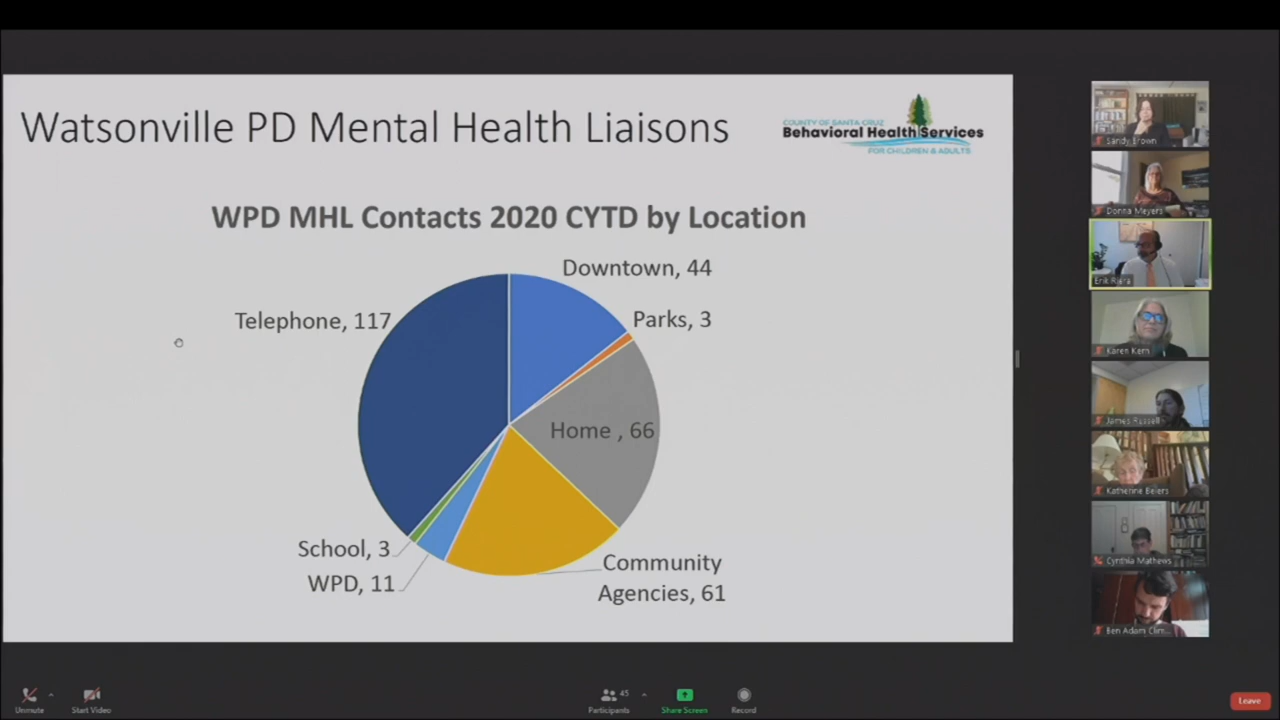 Watsonville PD Mental Health Liaisons
COUNTY OF SANTA CRUZ
Behavioral Health Services
FOR CHILDREN & ADULTS
WPD MHL Contacts 2020 CYTD by Location
Downtown, 44
Telephone, 117
Parks, 3
Home , 66
School, 3
WPD, 11
Community
Agencies, 61
Sandy Brown
Donna Meyers
Erik Riera
Karen Kern
James Russell
Katherine Beiers
Cynthia Mathews
Ben Adam Clim...
Unmute
Start Video
45
Participants
Share Screen
Record
Leave